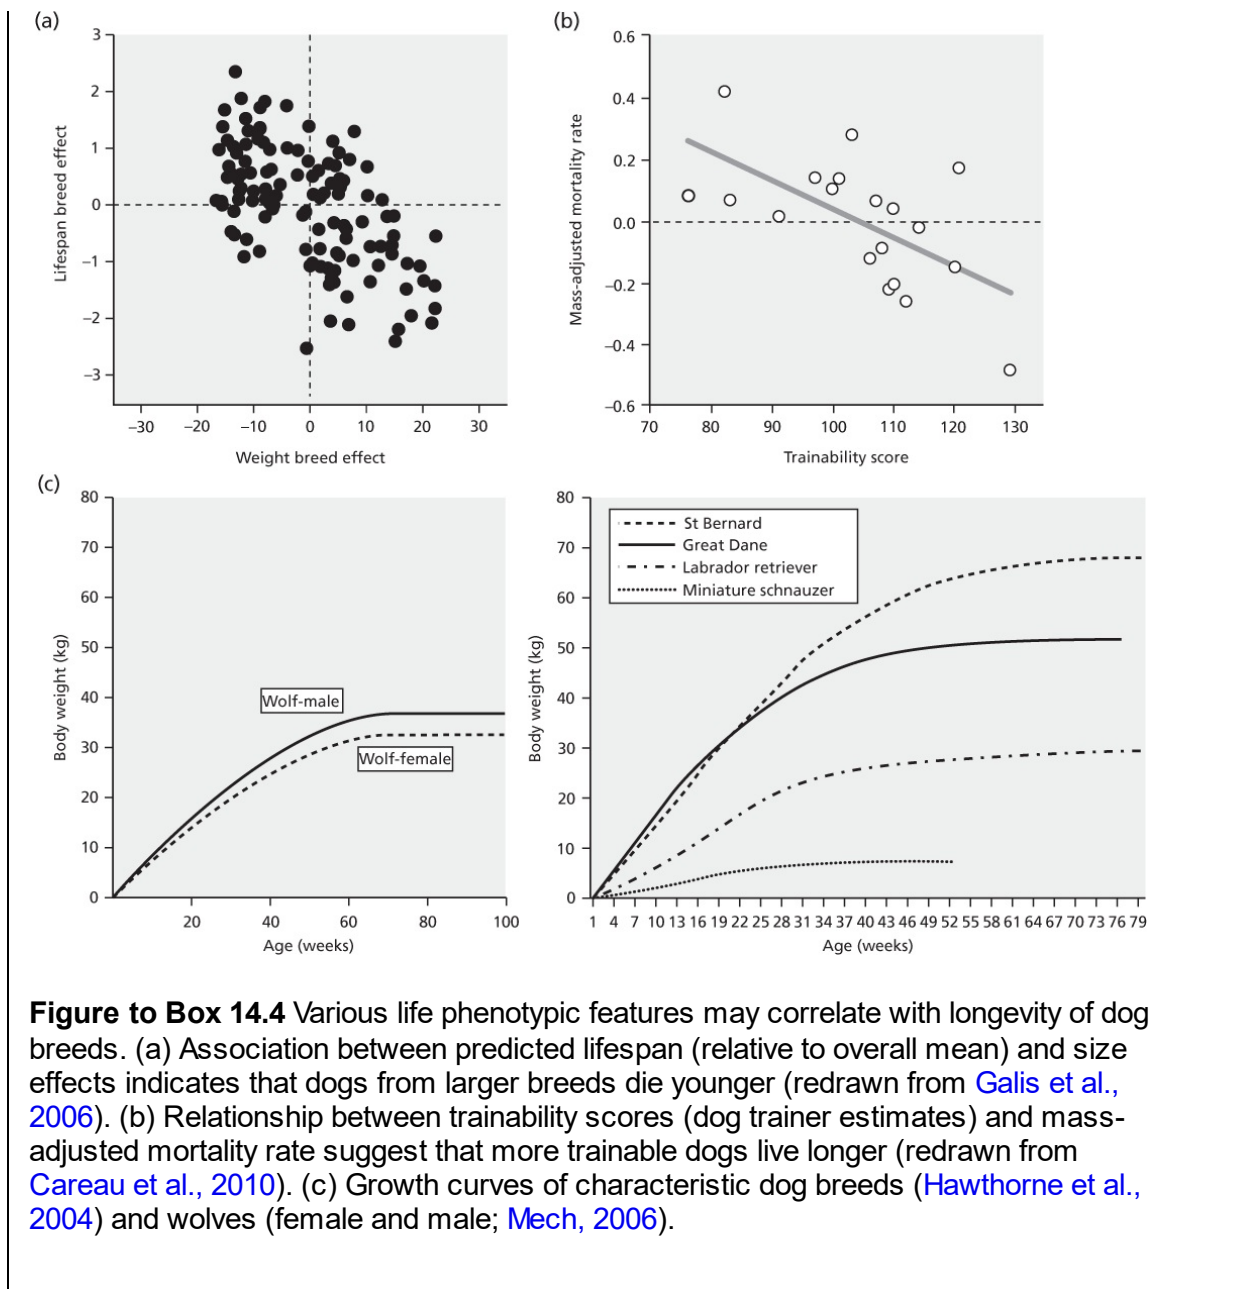 (a)
3
2
1
0
–1
–2
–3
Lifespan breed effect
–30 –20 –10 0 10 20 30
Weight breed effect
(b)
0.6
0.4
0.2
0.0
–0.2
–0.4
–0.6
Mass-adjusted mortality rate
70 80 90 100 110 120 130
Trainability score
(c)
80
70
60
50
40
30
20
10
0
Body weight (kg)
Wolf-male
Wolf-female
20 40 60 80 100
Age (weeks)
80
70
60
50
40
30
20
10
0
Body weight (kg)
St Bernard
Great Dane
Labrador retriever
Miniature schnauzer
1 4 7 10 13 16 19 22 25 28 31 34 37 40 43 46 49 52 55 58 61 64 67 70 73 76 79
Age (weeks)
Figure to Box 14.4 Various life phenotypic features may correlate with longevity of dog
breeds. (a) Association between predicted lifespan (relative to overall mean) and size
effects indicates that dogs from larger breeds die younger (redrawn from Galis et al.,
2006). (b) Relationship between trainability scores (dog trainer estimates) and mass-
adjusted mortality rate suggest that more trainable dogs live longer (redrawn from
Careau et al., 2010). (c) Growth curves of characteristic dog breeds (Hawthorne et al.,
2004) and wolves (female and male; Mech, 2006).